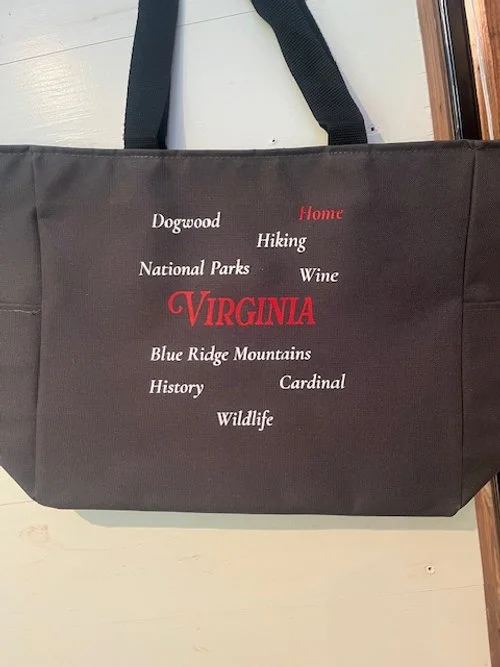 Dogwood
Home
Hiking
National Parks
Wine
VIRGINIA
Blue Ridge Mountains
History
Cardinal
Wildlife